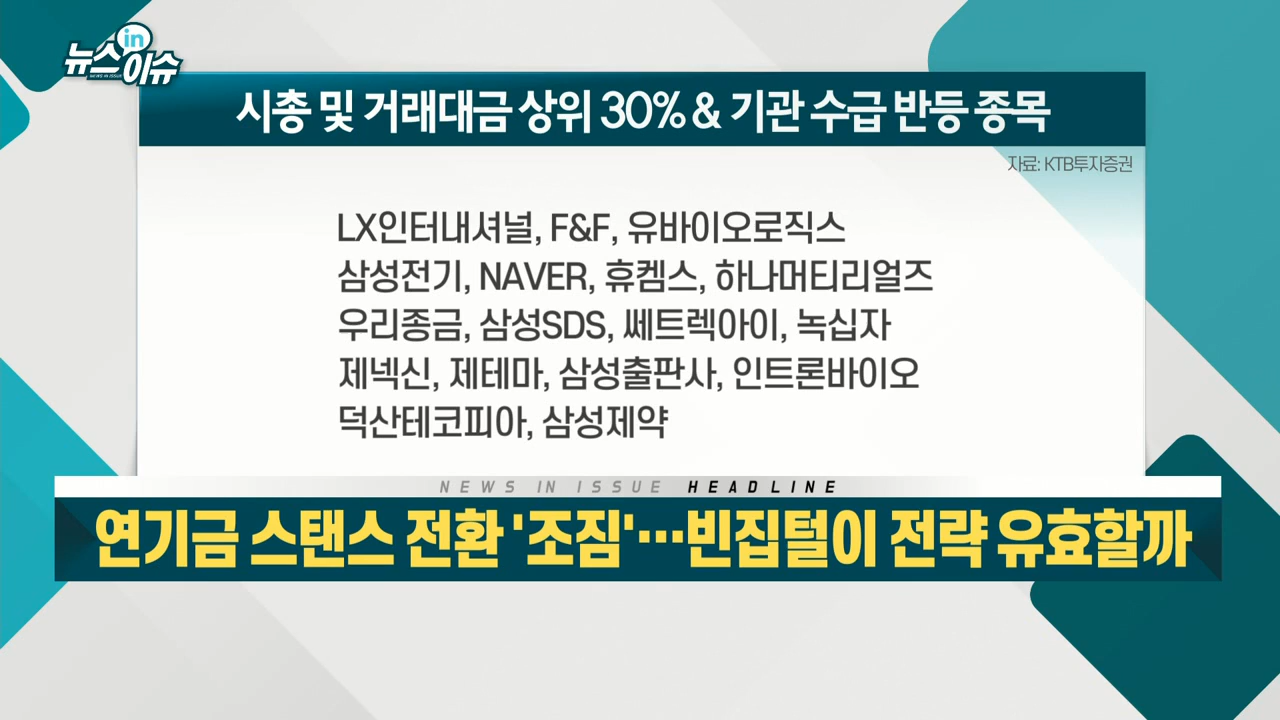 뉴스in이슈
NEWS IN ISSUE
시총 및 거래대금 상위 30% & 기관 수급 반등 종목
자료: KTB투자증권
LX인터내셔널, F&F, 유바이오로직스
삼성전기, NAVER, 휴켐스, 하나머티리얼즈
우리종금, 삼성SDS, 쎄트렉아이, 녹십자
제넥신, 제테마, 삼성출판사, 인트론바이오
덕산테코피아, 삼성제약
NEWS IN ISSUE HEADLINE
연기금 스탠스 전환 '조짐'…빈집털이 전략 유효할까